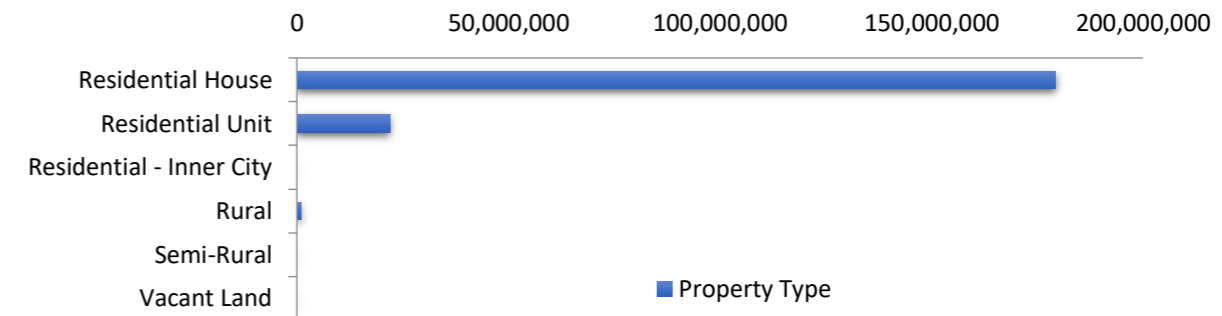 0 50,000,000 100,000,000 150,000,000 200,000,000
Residential House
Residential Unit
Residential - Inner City
Rural
Semi-Rural
Vacant Land
Property Type